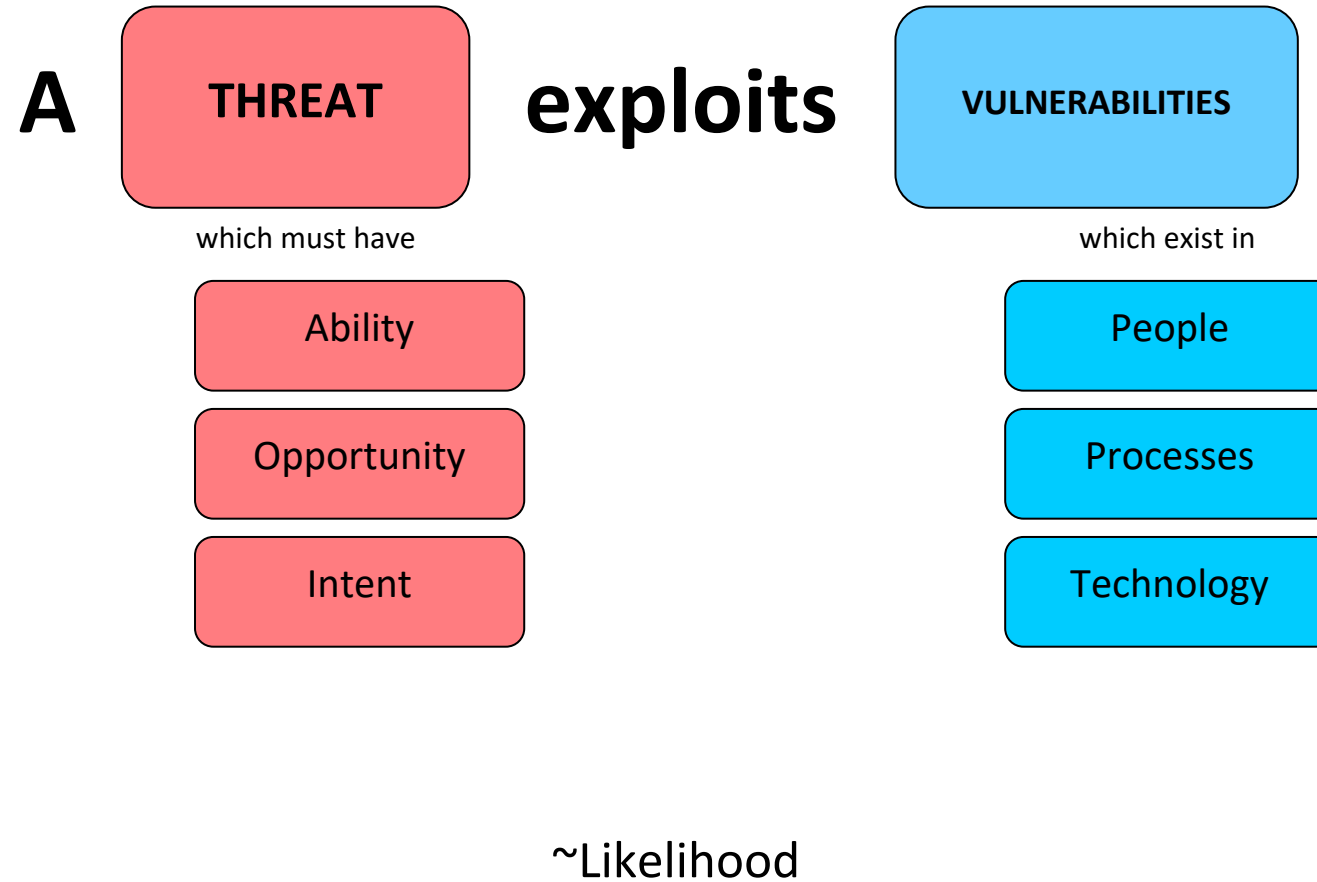 A THREAT exploits VULNERABILITIES
which must have which exist in
Ability People
Opportunity Processes
Intent Technology
~Likelihood